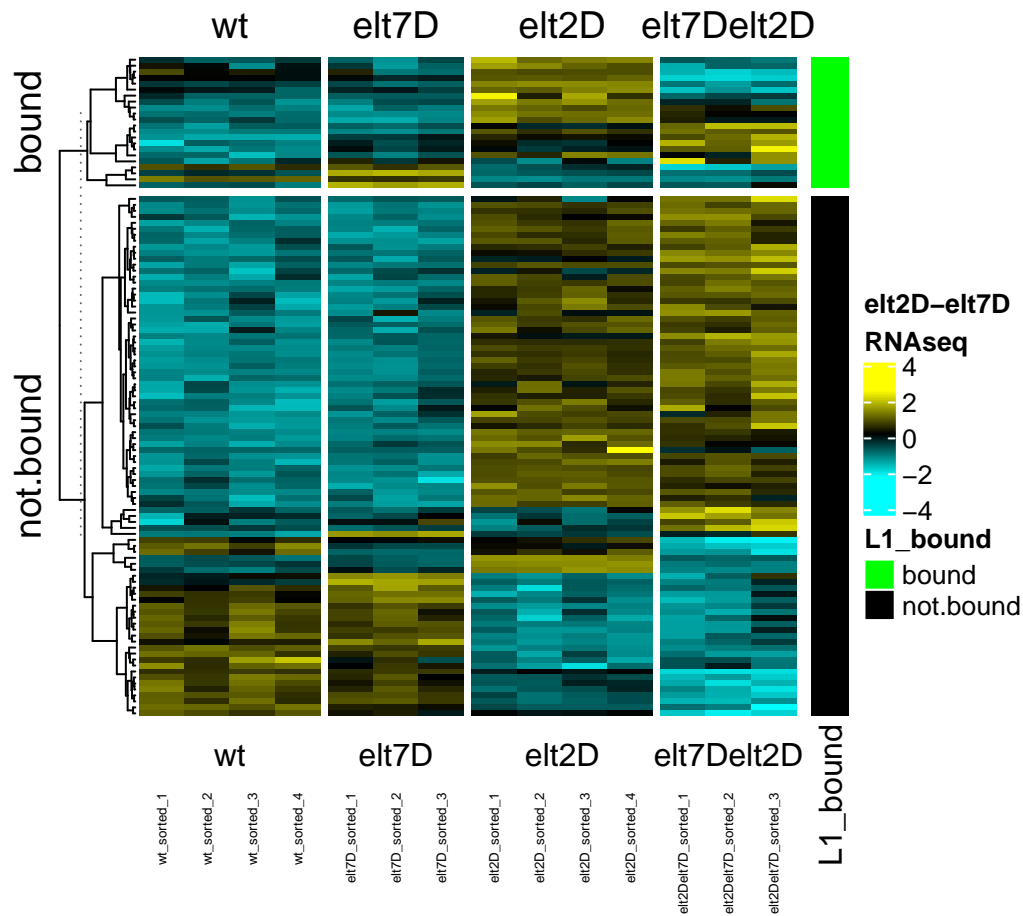 wt elt7D elt2D elt7Delt2D
bound
not.bound
elt2D−elt7D
RNAseq
4
2
0
−2
−4
L1_bound
bound
not.bound
wt elt7D elt2D elt7Delt2D
L1_bound
wt_sorted_1
wt_sorted_2
wt_sorted_3
wt_sorted_4
elt7D_sorted_1
elt7D_sorted_2
elt7D_sorted_3
elt2D_sorted_1
elt2D_sorted_2
elt2D_sorted_3
elt2D_sorted_4
elt2Delt7D_sorted_1
elt2Delt7D_sorted_2
elt2Delt7D_sorted_3